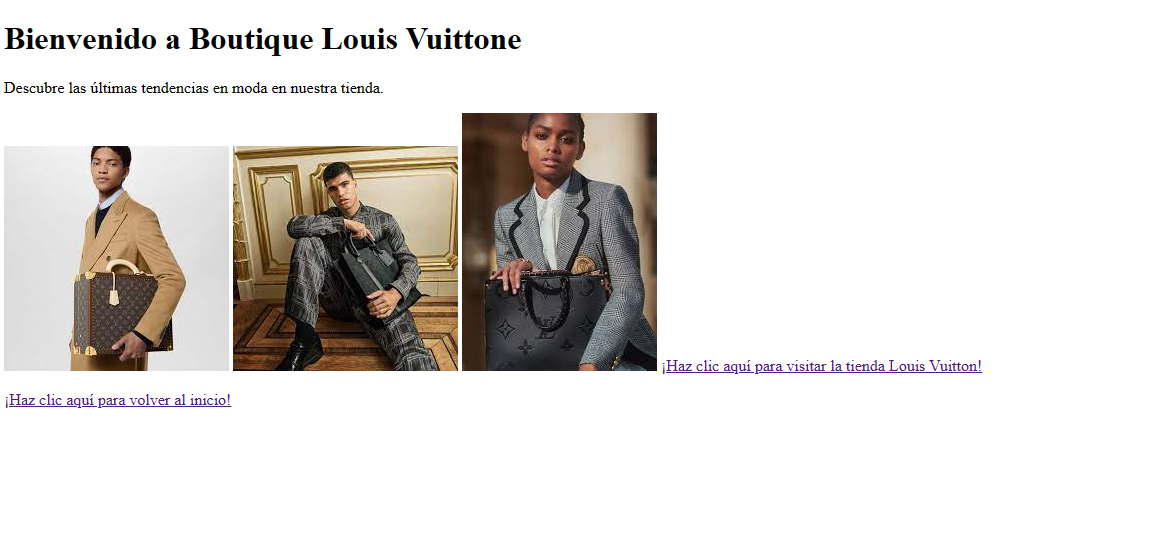 Bienvenido a Boutique Louis Vuittone
Descubre las últimas tendencias en moda en nuestra tienda.
LV
¡Haz clic aquí para visitar la tienda Louis Vuitton!
¡Haz clic aquí para volver al inicio!